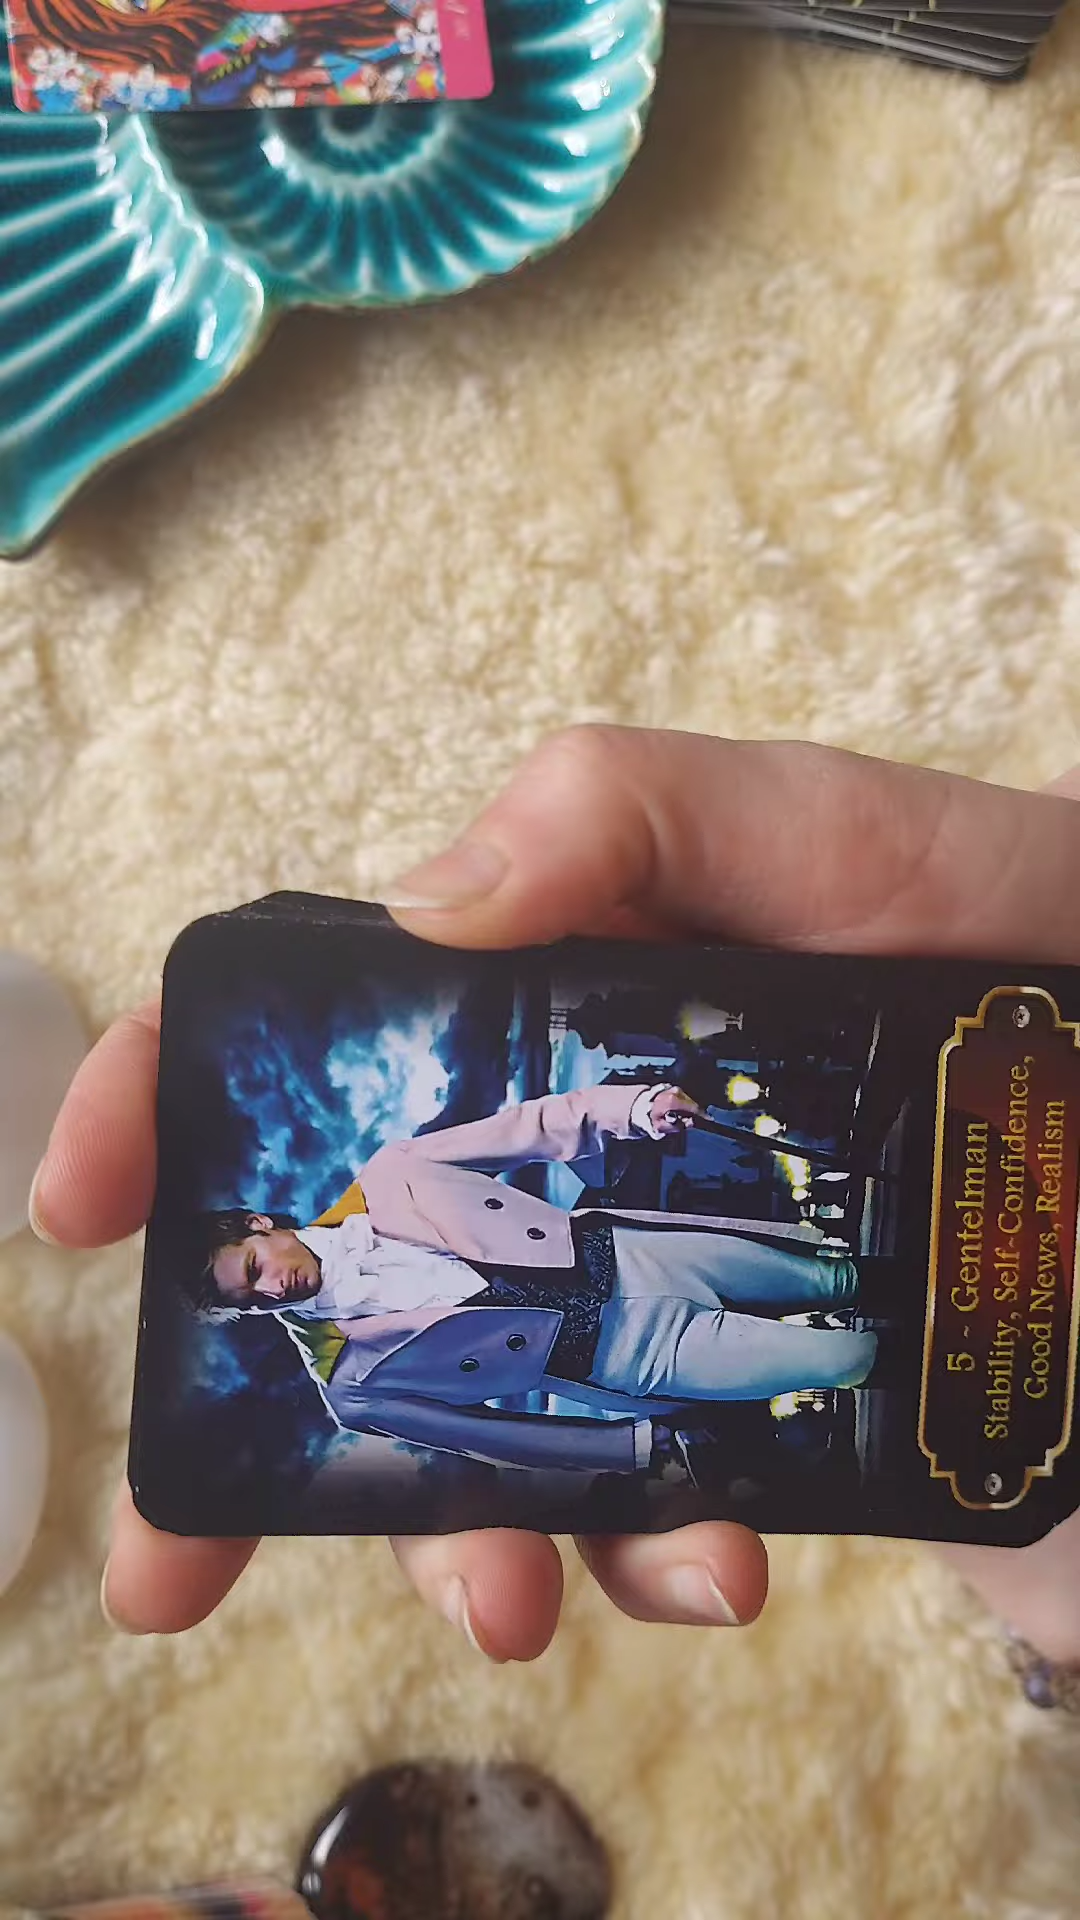 5 ~ Gentelman
Stability, Self-Confidence,
Good News, Realism